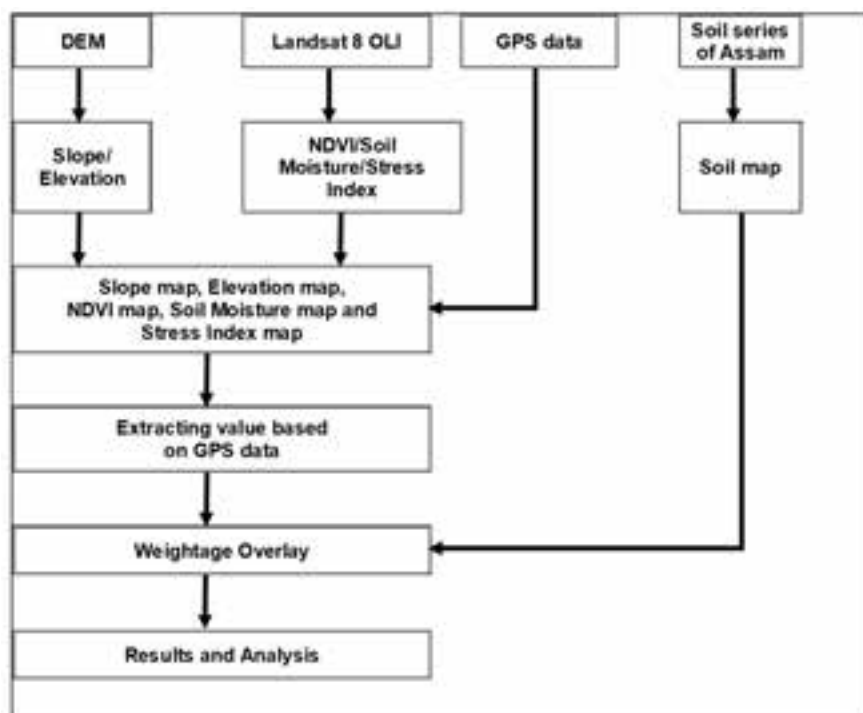 DEM
Landsat 8 OLI
GPS data
Soil series
of Assam
Slope/
Elevation
NDVI/Soil
Moisture/Stress
Index
Soil map
Slope map, Elevation map,
NDVI map, Soil Moisture map and
Stress Index map
Extracting value based
on GPS data
Weightage Overlay
Results and Analysis